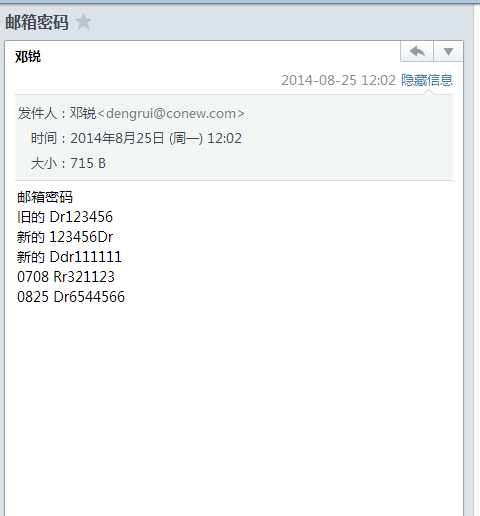 邮箱密码
邓锐
2014-08-25 12:02 隐藏信息
发件人：邓锐<dengrui@conew.com>
时间：2014年8月25日 (周一) 12:02
大小：715 B
邮箱密码
旧的 Dr123456
新的 123456Dr
新的 Ddr111111
0708 Rr321123
0825 Dr6544566